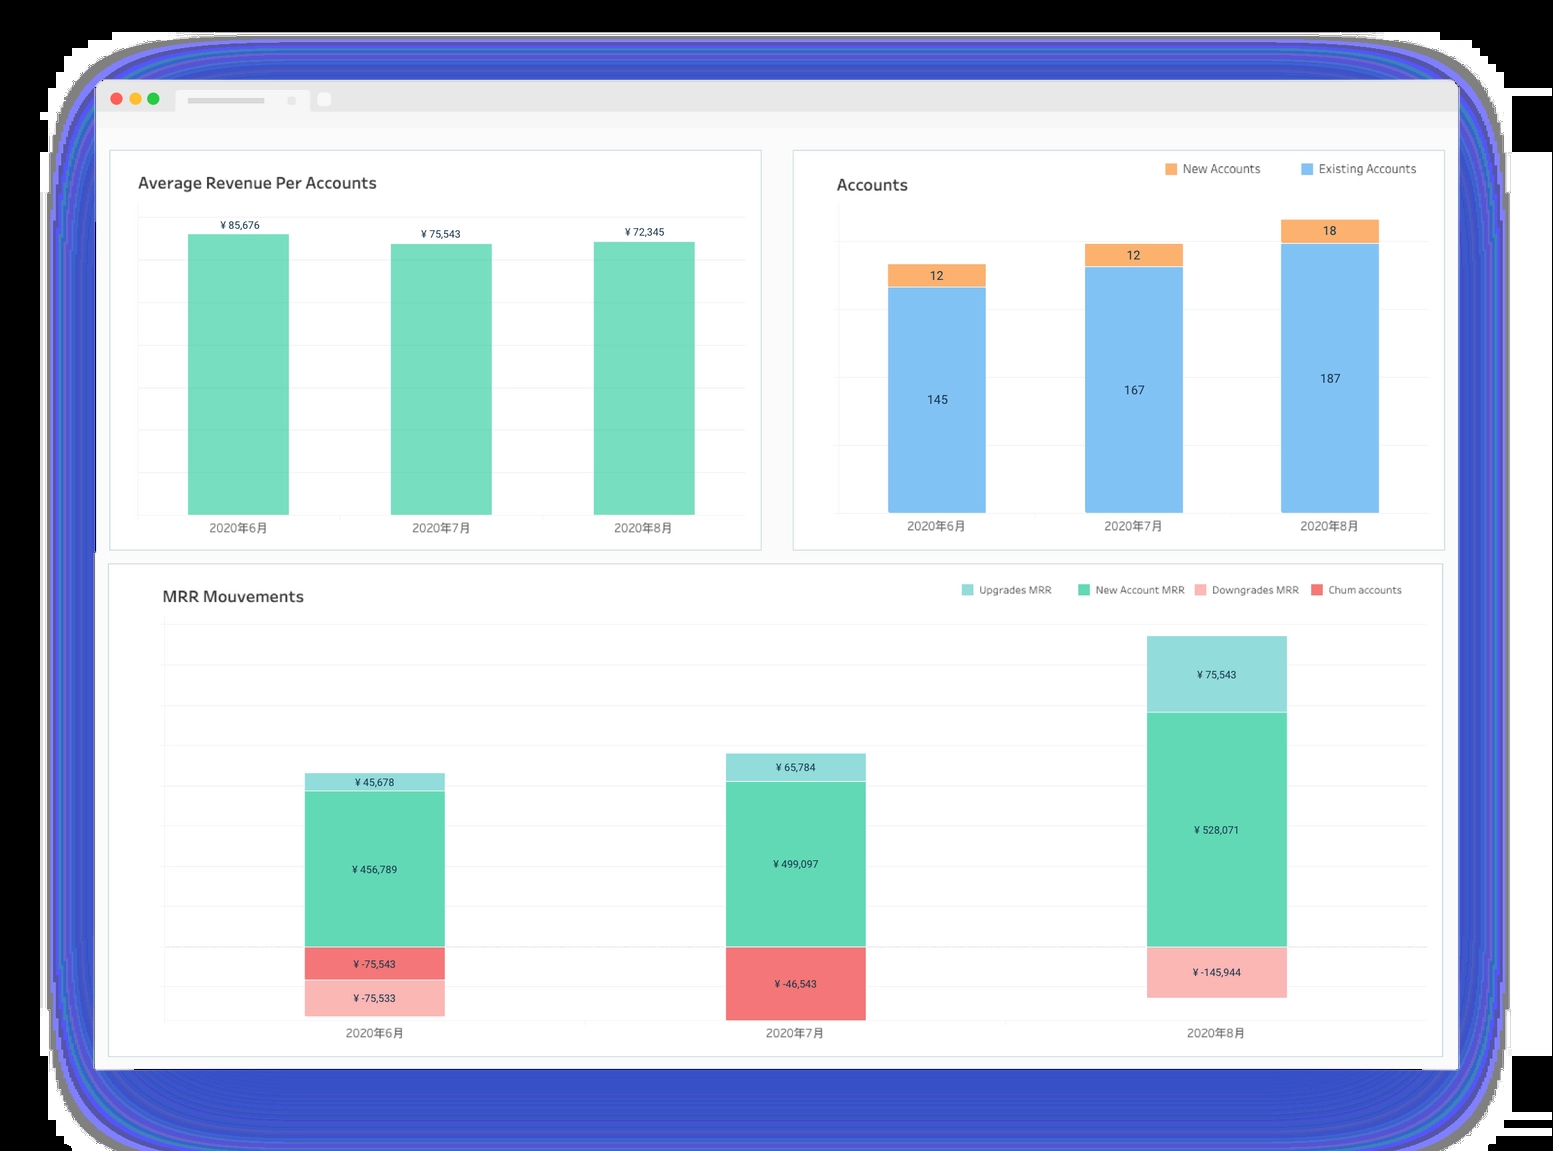 Average Revenue Per Accounts
¥ 85,676
¥ 75,543
¥ 72,345
2020年6月
2020年7月
2020年8月
New Accounts
Existing Accounts
Accounts
12
12
18
145
167
187
2020年6月
2020年7月
2020年8月
MRR Mouvements
Upgrades MRR
New Account MRR
Downgrades MRR
Chum accounts
¥ 45,678
¥ 65,784
¥ 75,543
¥ 456,789
¥ 499,097
¥ 528,071
¥ -75,543
¥ -75,533
¥ -46,543
¥ -145,944
2020年6月
2020年7月
2020年8月